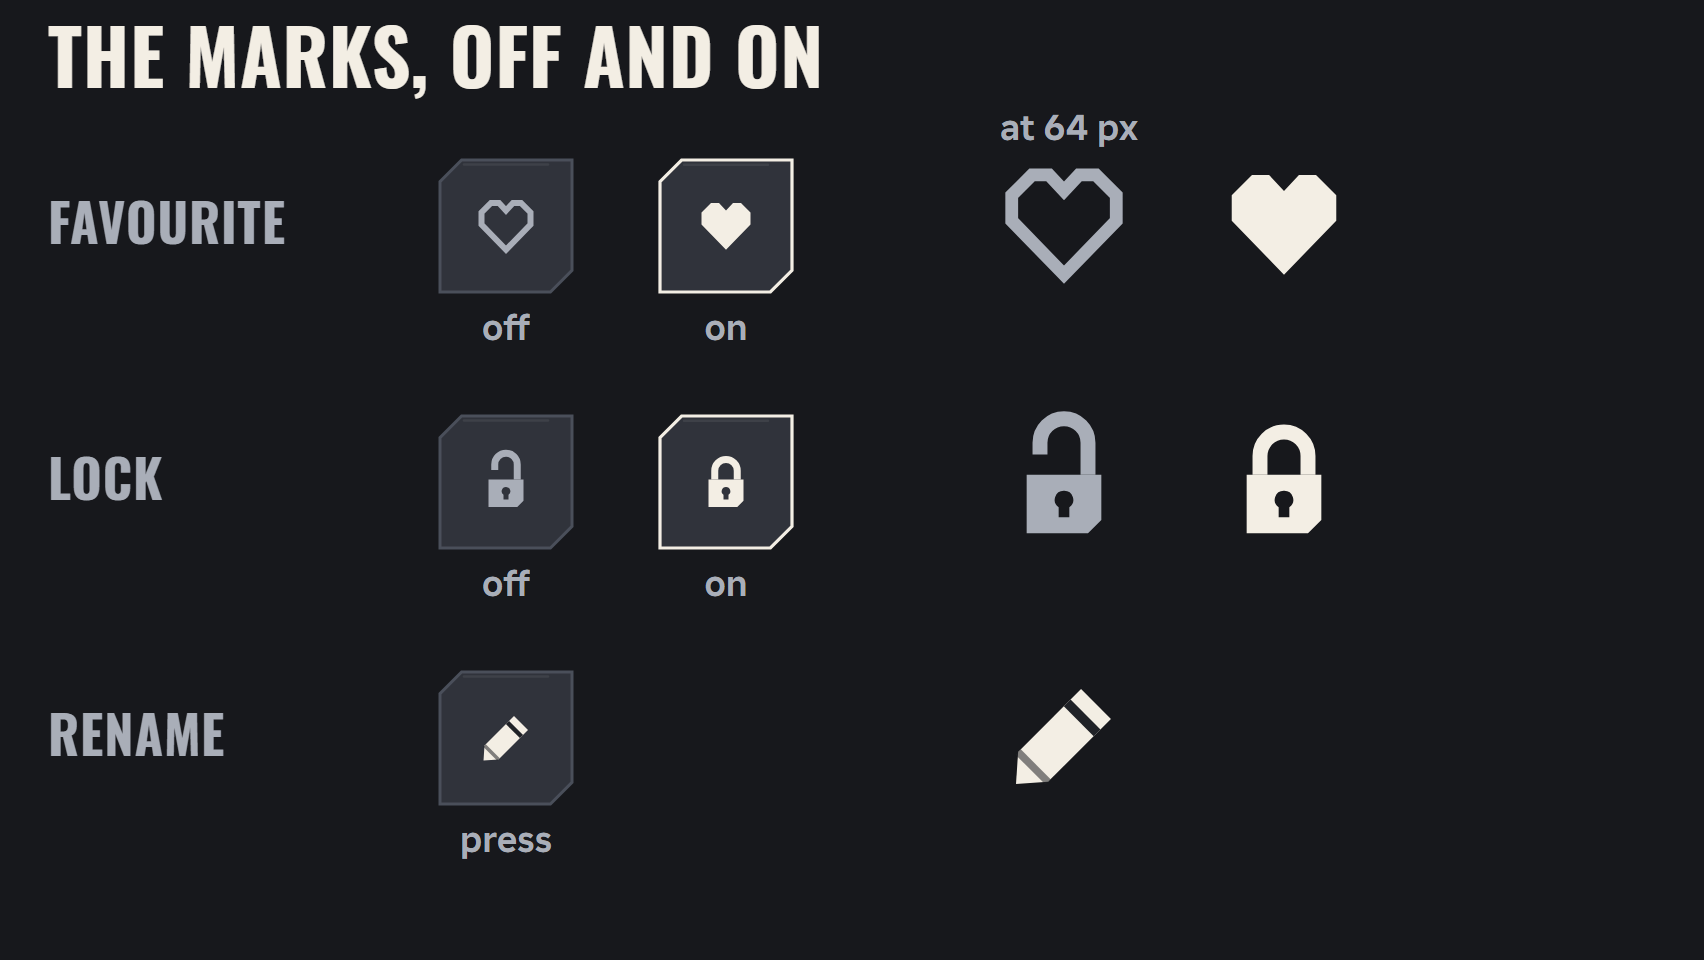 THE MARKS, OFF AND ON
at 64 px
FAVOURITE
off
on
LOCK
off
on
RENAME
press